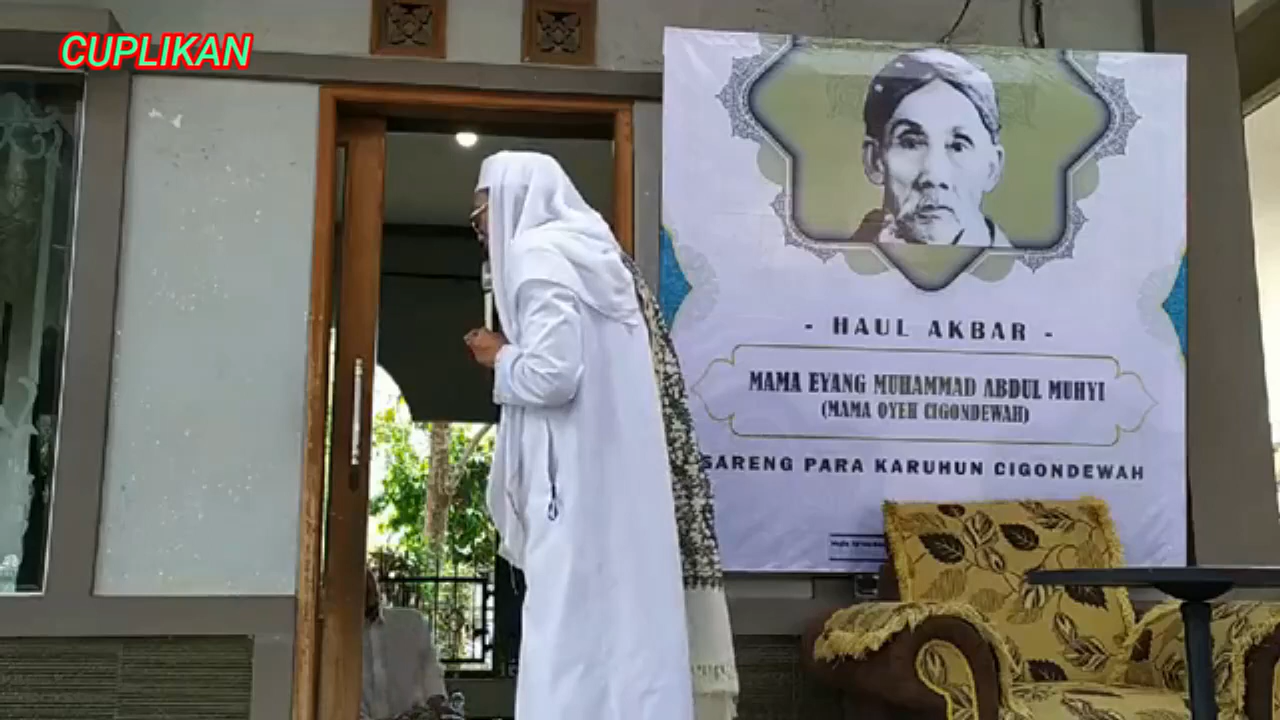 CUPLIKAN
- HAUL AKBAR -
MAMA EYANG MUHAMMAD ABDUL MUHYI
(MAMA OYEH CIGONDEWAH)
SARENG PARA KARUHUN CIGONDEWAH